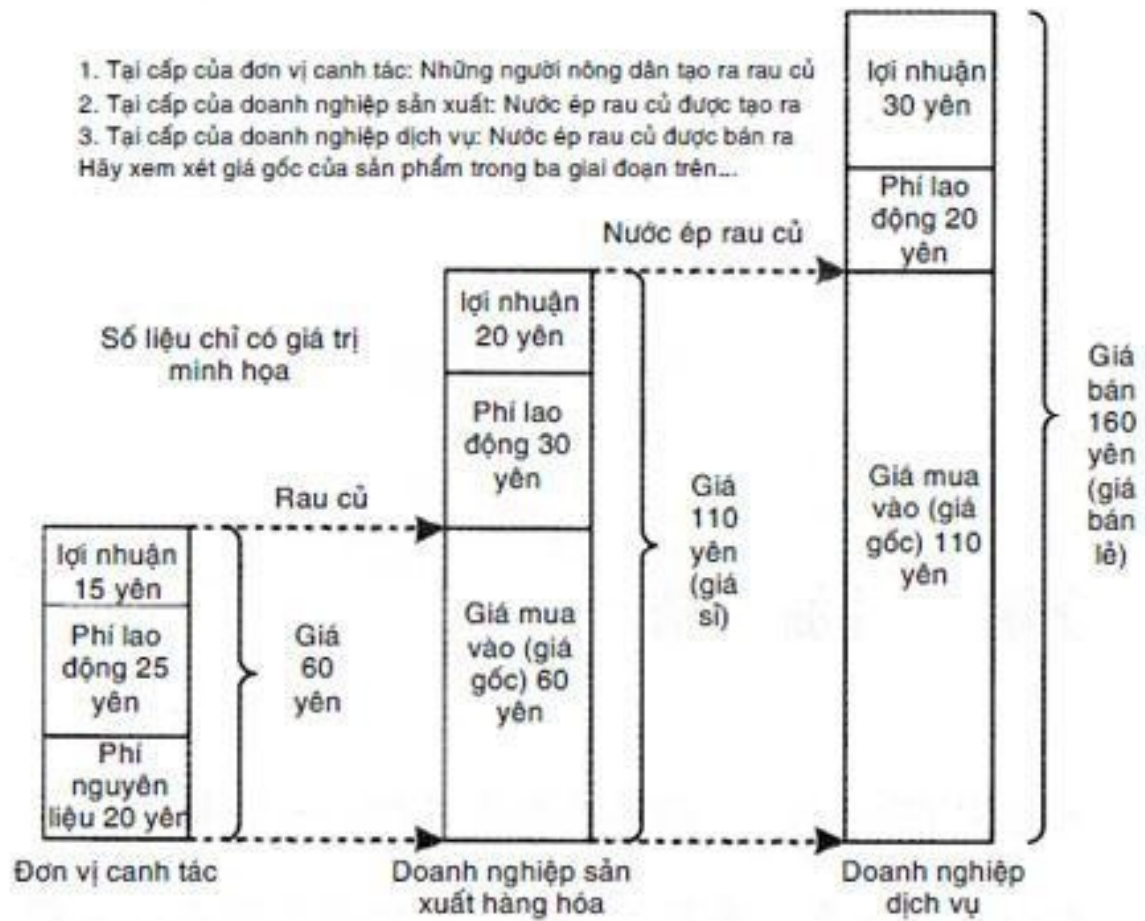 1. Tại cấp của đơn vị canh tác: Những người nông dân tạo ra rau củ
2. Tại cấp của doanh nghiệp sản xuất: Nước ép rau củ được tạo ra
3. Tại cấp của doanh nghiệp dịch vụ: Nước ép rau củ được bán ra
Hãy xem xét giá gốc của sản phẩm trong ba giai đoạn trên...
Số liệu chỉ có giá trị
minh họa
Rau củ
lợi nhuận
15 yên
Phí lao
động 25
yên
Phí
nguyên
liệu 20 yên
Giá
60
yên
Đơn vị canh tác
Nước ép rau củ
lợi nhuận
20 yên
Phí lao
động 30
yên
Giá mua
vào (giá
gốc) 60
yên
Giá
110
yên
(giá
sỉ)
Doanh nghiệp sản
xuất hàng hóa
lợi nhuận
30 yên
Phí lao
động 20
yên
Giá mua
vào (giá
gốc) 110
yên
Giá
bán
160
yên
(giá
bán
lẻ)
Doanh nghiệp
dịch vụ